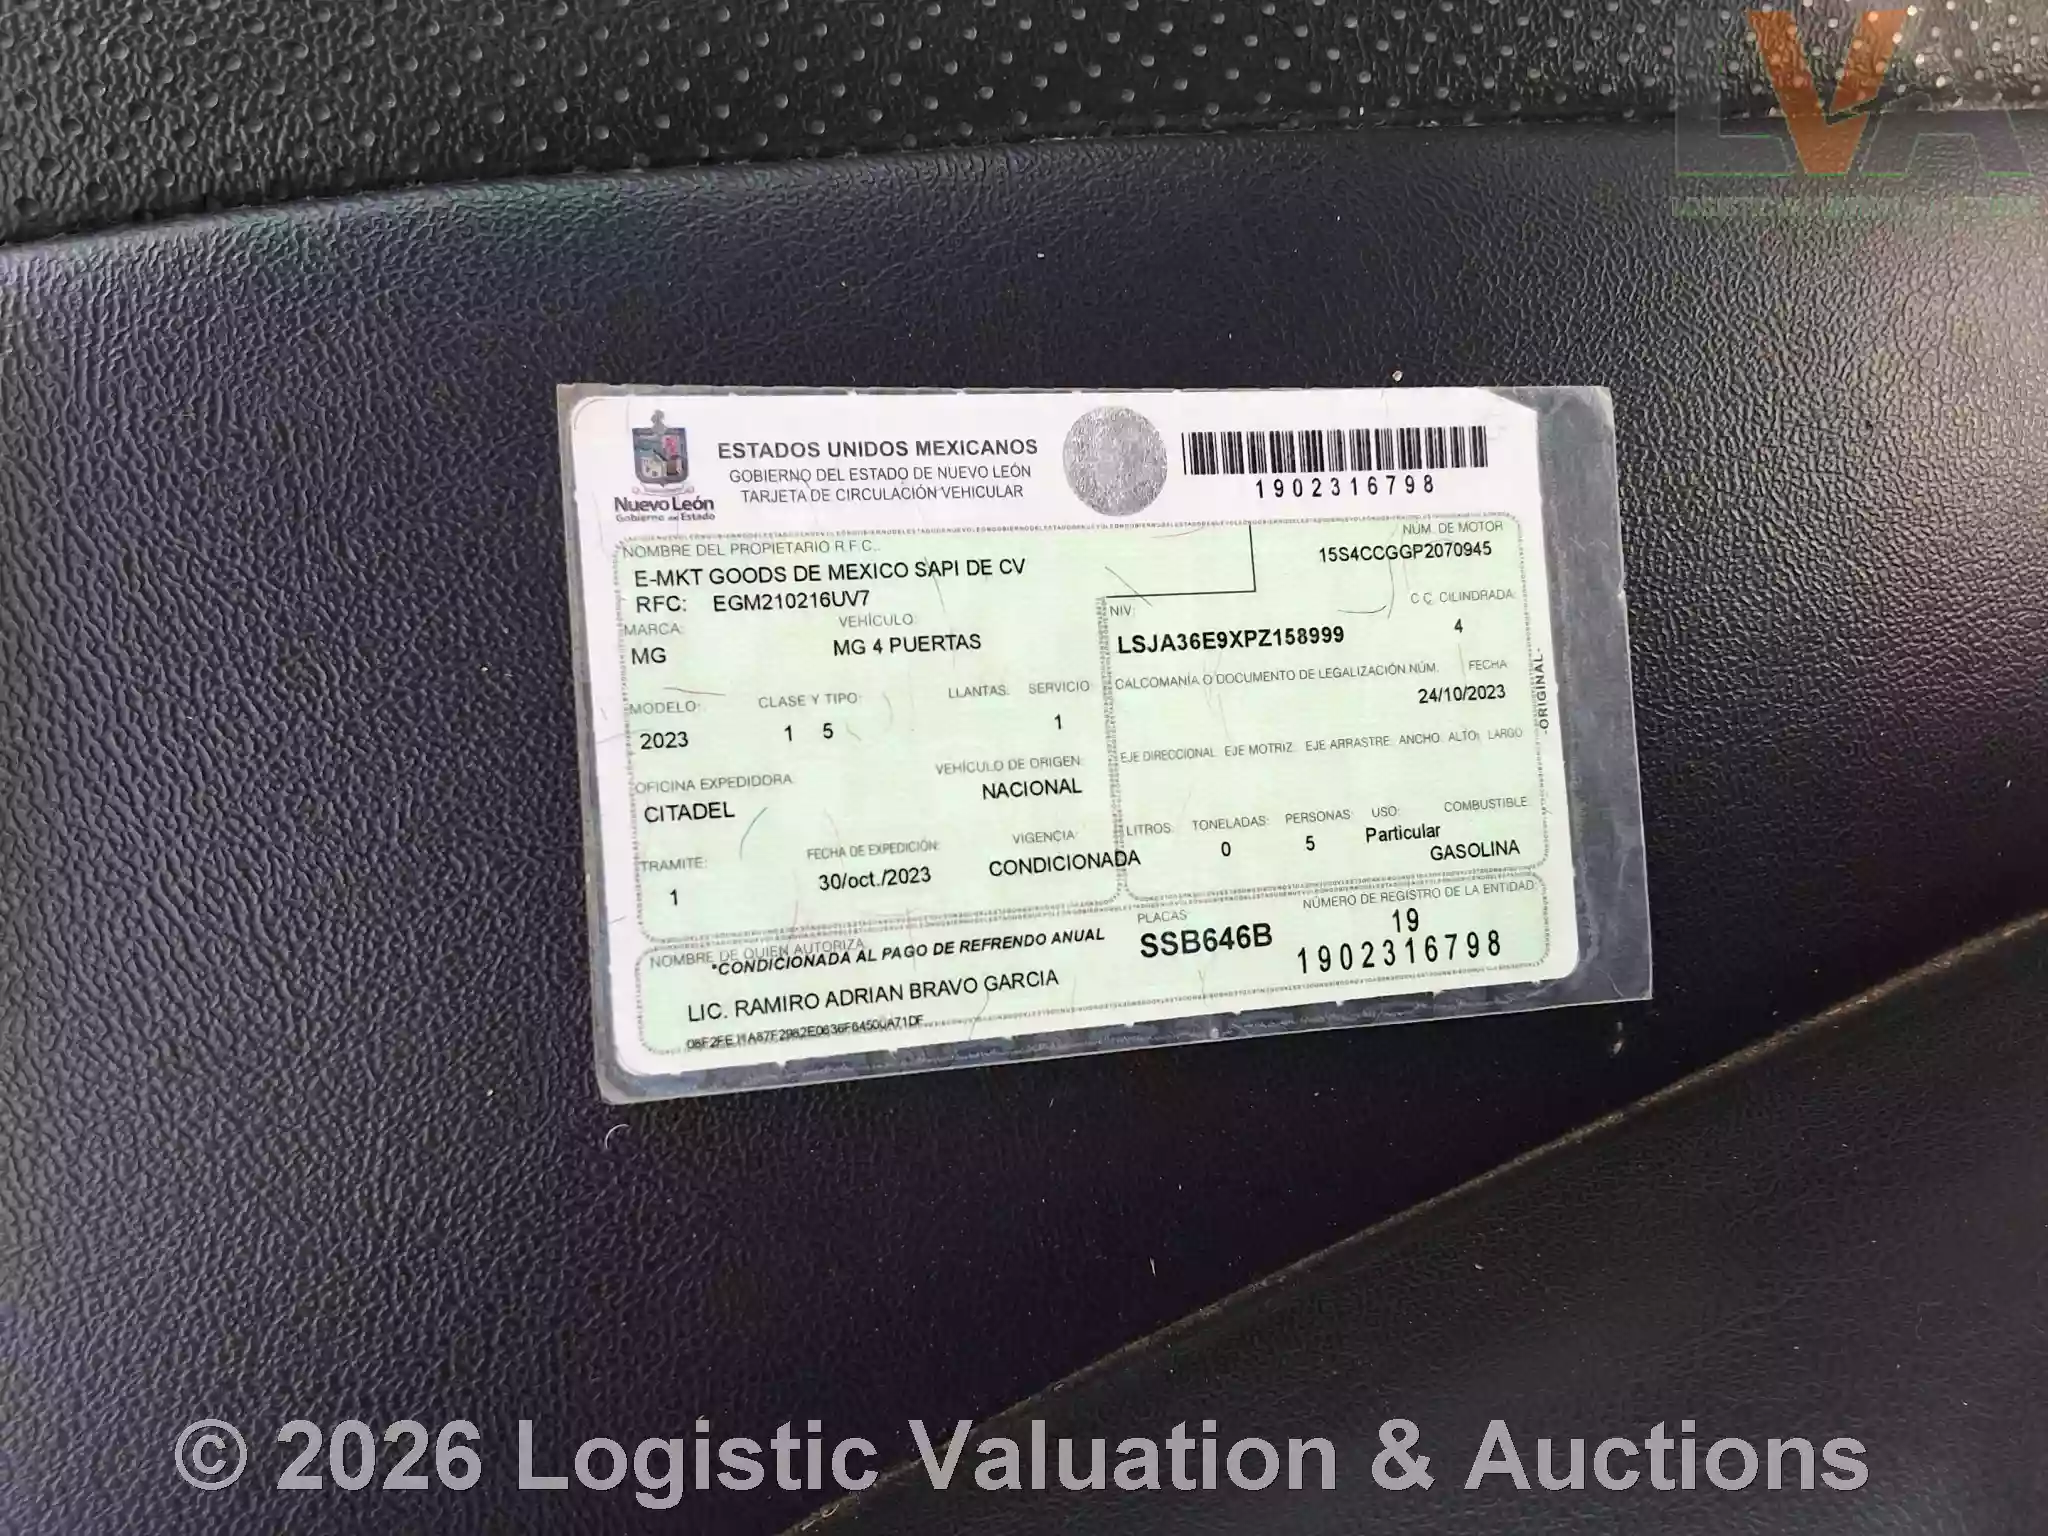 ESTADOS UNIDOS MEXICANOS
GOBIERNO DEL ESTADO DE NUEVO LEÓN
TARJETA DE CIRCULACIÓN VEHICULAR
Nuevo León
Gobierno del Estado
1902316798
NOMBRE DEL PROPIETARIO R.F.C.
E-MKT GOODS DE MEXICO SAPI DE CV
RFC: EGM210216UV7
NÚM. DE MOTOR
15S4CCGGP2070945
MARCA: VEHÍCULO:
MG MG 4 PUERTAS
NIV: C.C. CILINDRADA:
LSJA36E9XPZ158999 4
MODELO: CLASE Y TIPO: LLANTAS: SERVICIO:
2023 1 5 1
CALCOMANÍA O DOCUMENTO DE LEGALIZACIÓN NÚM. FECHA
24/10/2023
OFICINA EXPEDIDORA: VEHÍCULO DE ORIGEN:
CITADEL NACIONAL
EJE DIRECCIONAL: EJE MOTRIZ: EJE ARRASTRE: ANCHO: ALTO: LARGO
TRAMITE: FECHA DE EXPEDICIÓN: VIGENCIA:
1 30/oct./2023 CONDICIONADA
LITROS: TONELADAS: PERSONAS: USO: COMBUSTIBLE:
0 5 Particular GASOLINA
-ORIGINAL-
NOMBRE DE QUIEN AUTORIZA
*CONDICIONADA AL PAGO DE REFRENDO ANUAL
LIC. RAMIRO ADRIAN BRAVO GARCIA
PLACAS:
SSB646B
NÚMERO DE REGISTRO DE LA ENTIDAD:
19
1902316798
LVA
© 2026 Logistic Valuation & Auctions